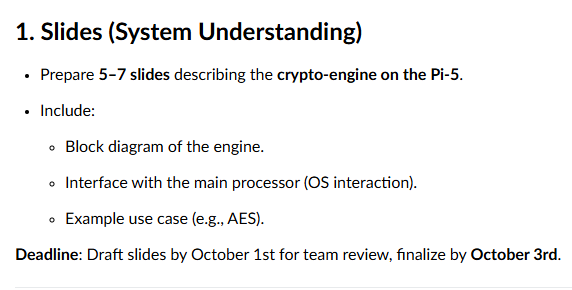 1. Slides (System Understanding)
• Prepare 5–7 slides describing the crypto-engine on the Pi-5.
• Include:
◦ Block diagram of the engine.
◦ Interface with the main processor (OS interaction).
◦ Example use case (e.g., AES).
Deadline: Draft slides by October 1st for team review, finalize by October 3rd.